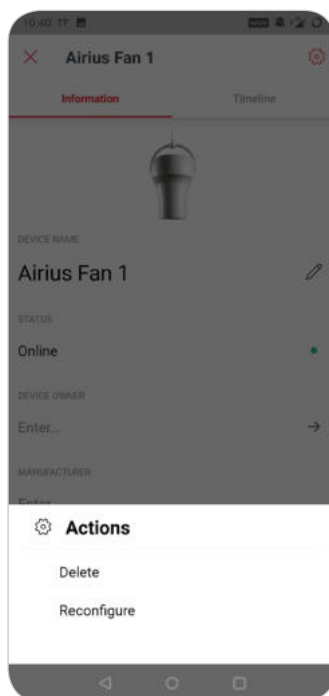 10:40
Airius Fan 1
Information
Timeline
DEVICE NAME
Airius Fan 1
STATUS
Online
DEVICE OWNER
Enter...
MANUFACTURER
Enter
Actions
Delete
Reconfigure